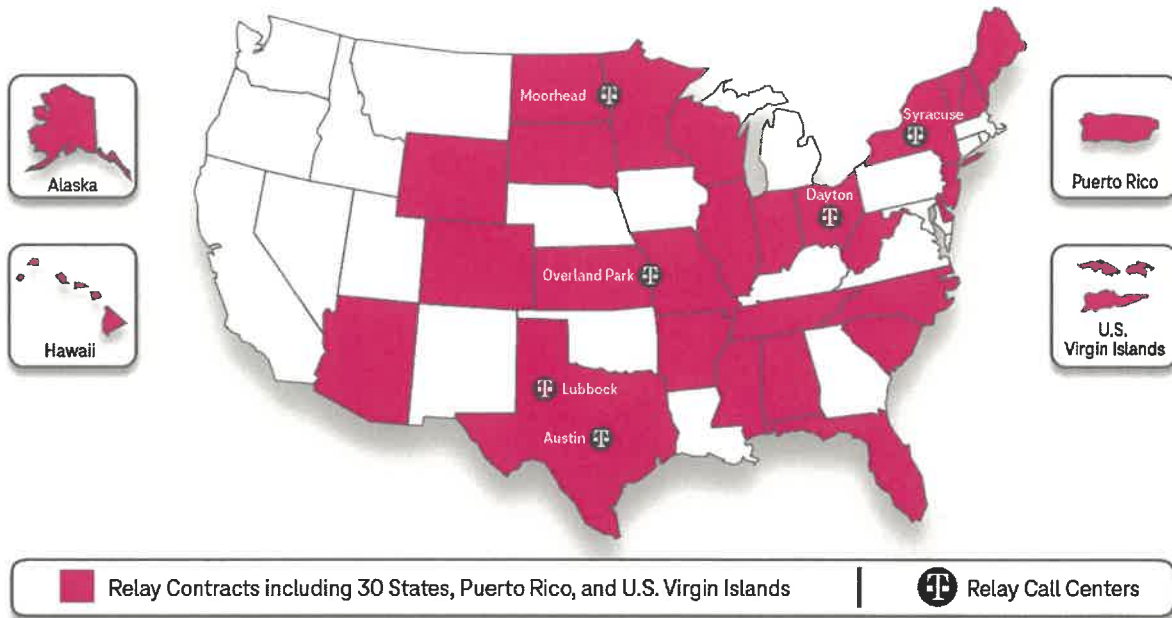 Moorhead
Syracuse
Alaska
Puerto Rico
Dayton
Overland Park
Hawaii
U.S.
Virgin Islands
Lubbock
Austin
Relay Contracts including 30 States, Puerto Rico, and U.S. Virgin Islands
Relay Call Centers